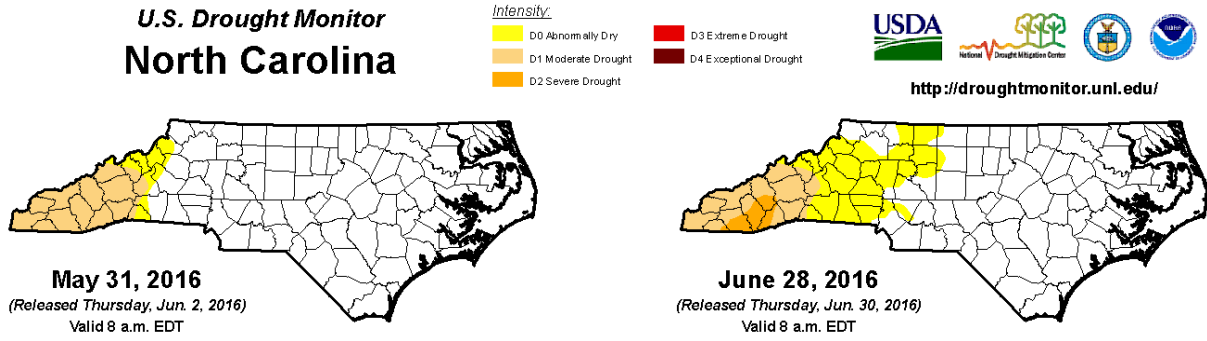 U.S. Drought Monitor
North Carolina
Intensity:
D0 Abnormally Dry
D1 Moderate Drought
D2 Severe Drought
D3 Extreme Drought
D4 Exceptional Drought
USDA
National Drought Mitigation Center
NOAA
http://droughtmonitor.unl.edu/
May 31, 2016
(Released Thursday, Jun. 2, 2016)
Valid 8 a.m. EDT
June 28, 2016
(Released Thursday, Jun. 30, 2016)
Valid 8 a.m. EDT